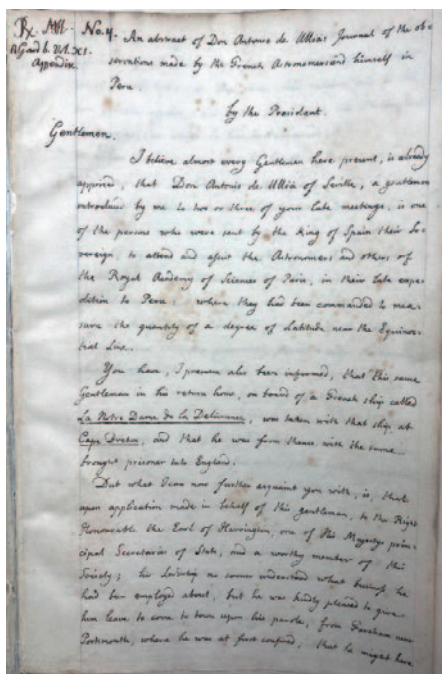 No. 4. An abstract of Don Antonio de Ulloa's Journal of the ob-
servations made by the French Astronomers and himself in
Peru.
by the President.
Appendix.
Gentlemen.
I believe almost every Gentleman here present, is already
apprised, that Don Antonio de Ulloa of Seville, a gentleman
introduced by me to two or three of your late meetings, is one
of the persons who were sent by the King of Spain their So-
vereign, to attend and assist the Astronomers and others of
the Royal Academy of Sciences of Paris, in their late expe-
dition to Peru: where they had been commanded to mea-
sure the quantity of a degree of Latitude near the Equinoc-
tial Line.
You have, I presume also been informed, that this same
Gentleman in his return home, on board of a French ship called
La Notre Dame de la Deliverance, was taken with that ship, at
Cape Breton, and that he was from thence, with the same
brought prisoner into England.
But what I can now further acquaint you with, is, that
upon application made in behalf of this gentleman, to the Right
Honourable the Earl of Harrington, one of His Majestys prin-
cipal Secretaries of State, and a worthy member of this
Society; his Lordship no sooner understood what business he
had been employed about, but he was kindly pleased to give
him leave to come to town upon his parole, from Fareham near
Portsmouth, where he was at first confined, that he might here